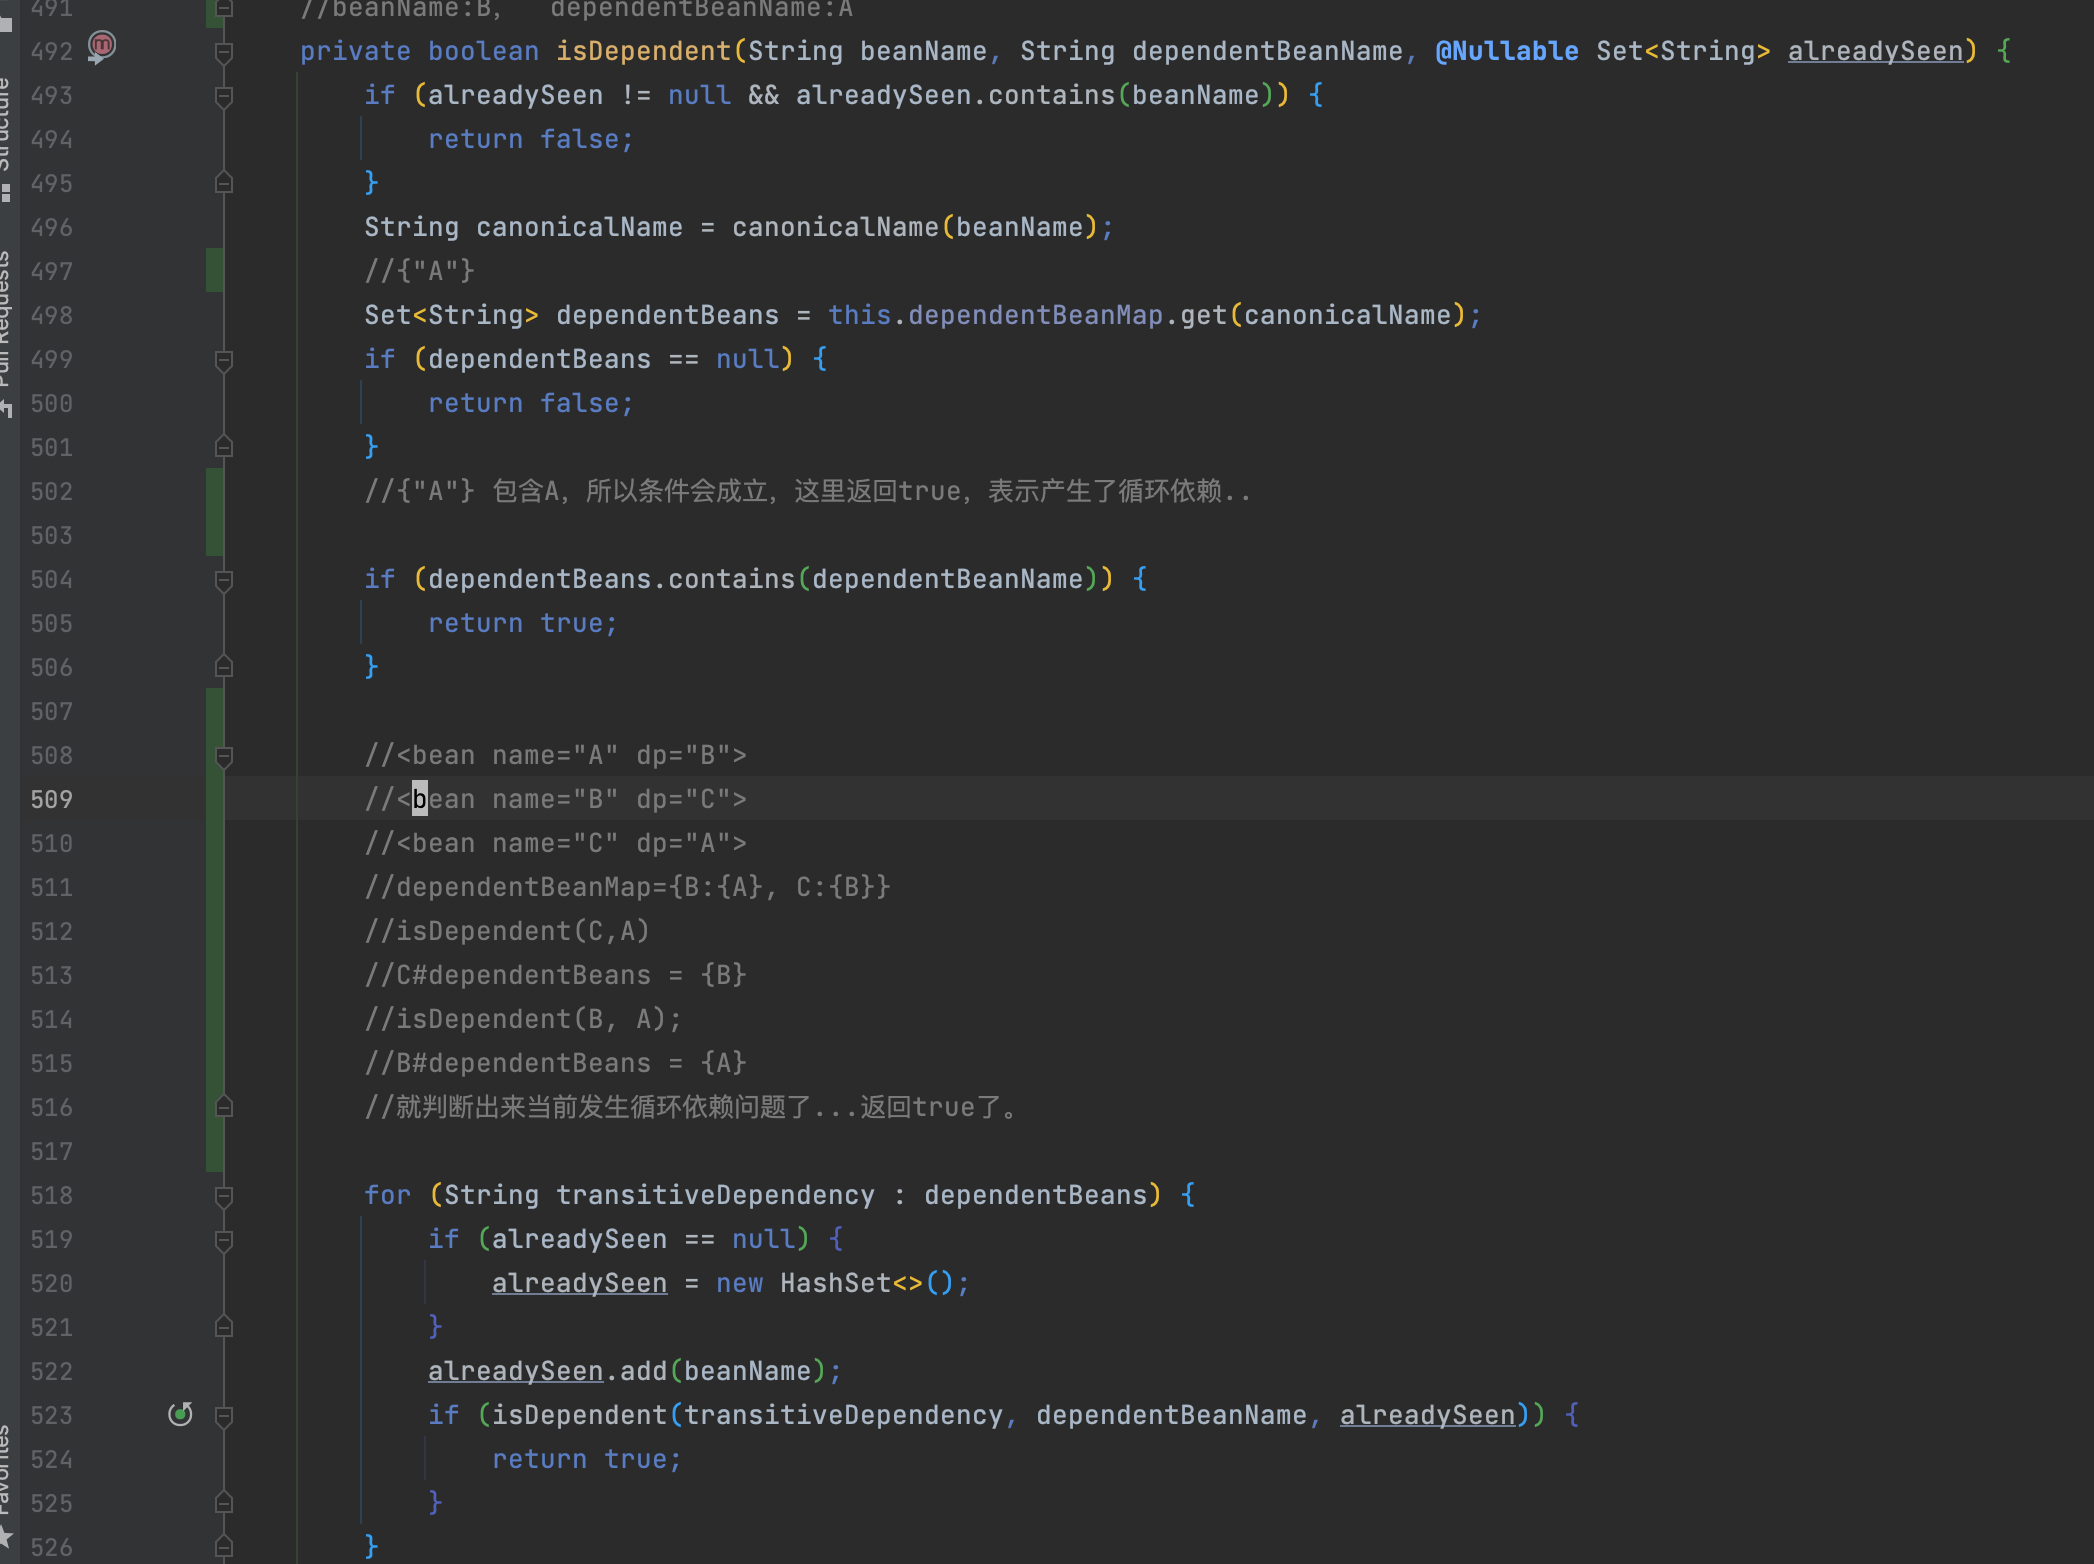 491 //beanName:B,   dependentBeanName:A
492 private boolean isDependent(String beanName, String dependentBeanName, @Nullable Set<String> alreadySeen) {
493     if (alreadySeen != null && alreadySeen.contains(beanName)) {
494         return false;
495     }
496     String canonicalName = canonicalName(beanName);
497     //{"A"}
498     Set<String> dependentBeans = this.dependentBeanMap.get(canonicalName);
499     if (dependentBeans == null) {
500         return false;
501     }
502     //{"A"} 包含A，所以条件会成立，这里返回true，表示产生了循环依赖..
503
504     if (dependentBeans.contains(dependentBeanName)) {
505         return true;
506     }
507
508     //<bean name="A" dp="B">
509     //<bean name="B" dp="C">
510     //<bean name="C" dp="A">
511     //dependentBeanMap={B:{A}, C:{B}}
512     //isDependent(C,A)
513     //C#dependentBeans = {B}
514     //isDependent(B, A);
515     //B#dependentBeans = {A}
516     //就判断出来当前发生循环依赖问题了...返回true了。
517
518     for (String transitiveDependency : dependentBeans) {
519         if (alreadySeen == null) {
520             alreadySeen = new HashSet<>();
521         }
522         alreadySeen.add(beanName);
523         if (isDependent(transitiveDependency, dependentBeanName, alreadySeen)) {
524             return true;
525         }
526     }
Structure
Pull Requests
Favorites